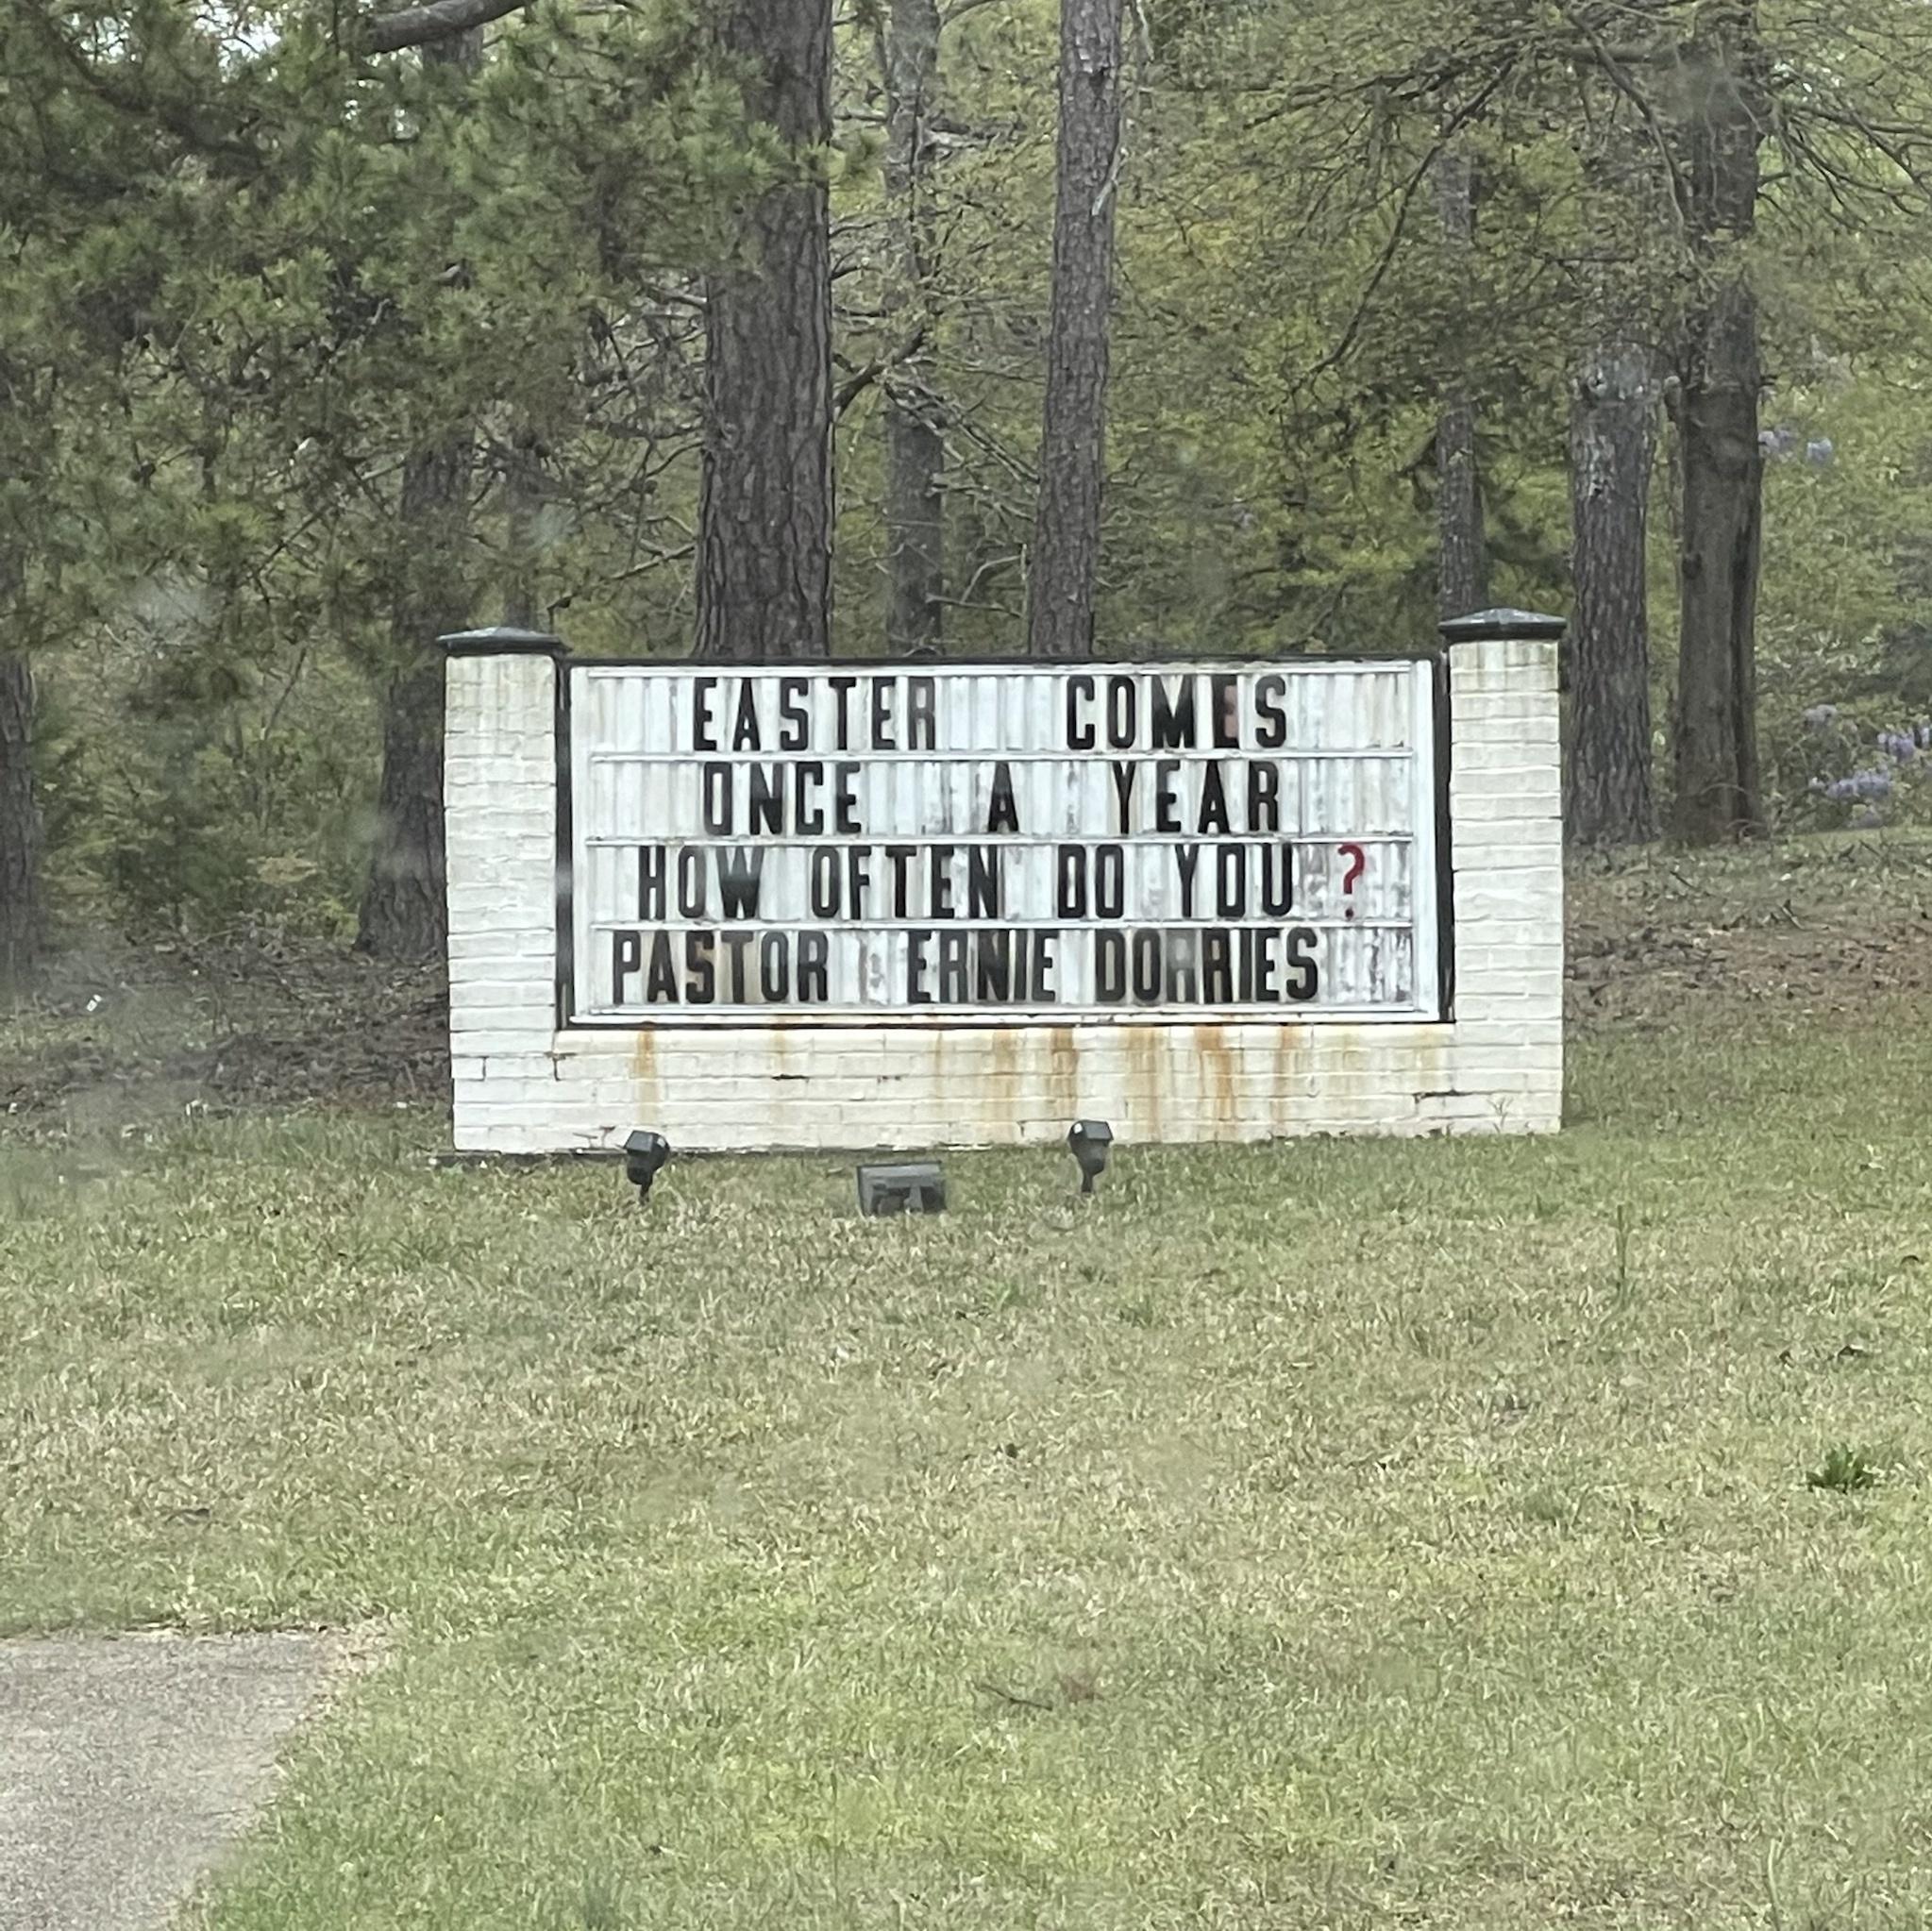 EASTER COMES
ONCE A YEAR
HOW OFTEN DO YOU ?
PASTOR ERNIE DORRIES